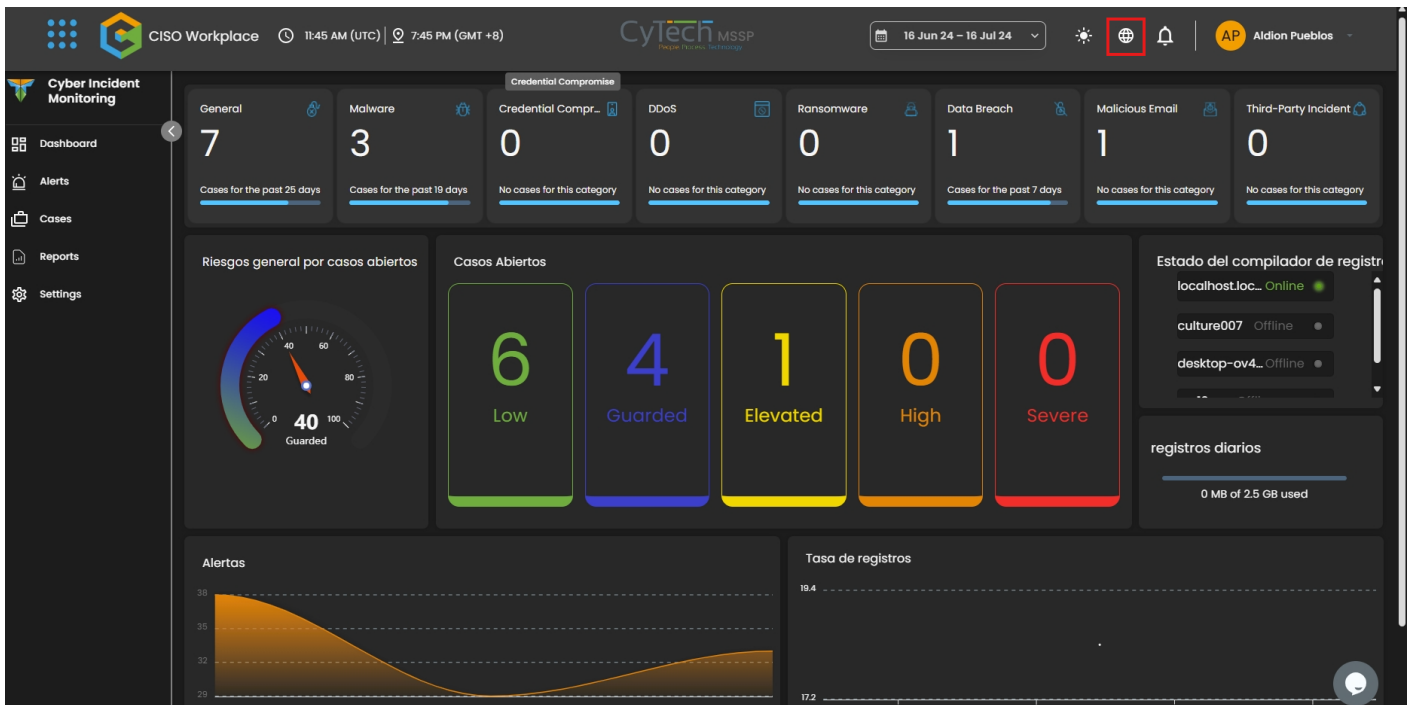 CISO Workplace
11:45 AM (UTC)
7:45 PM (GMT +8)
CyTech MSSP
People Process Technology
16 Jun 24 – 16 Jul 24
AP
Aldion Pueblos
Cyber Incident
Monitoring
Dashboard
Alerts
Cases
Reports
Settings
Credential Compromise
General
7
Cases for the past 25 days
Malware
3
Cases for the past 19 days
Credential Compr...
0
No cases for this category
DDoS
0
No cases for this category
Ransomware
0
No cases for this category
Data Breach
1
Cases for the past 7 days
Malicious Email
1
No cases for this category
Third-Party Incident
0
No cases for this category
Riesgos general por casos abiertos
0
20
40
60
80
100
40
Guarded
Casos Abiertos
6
Low
4
Guarded
1
Elevated
0
High
0
Severe
Estado del compilador de registr
localhost.loc... Online
culture007 Offline
desktop-ov4... Offline
registros diarios
0 MB of 2.5 GB used
Alertas
38
35
32
29
Tasa de registros
19.4
17.2